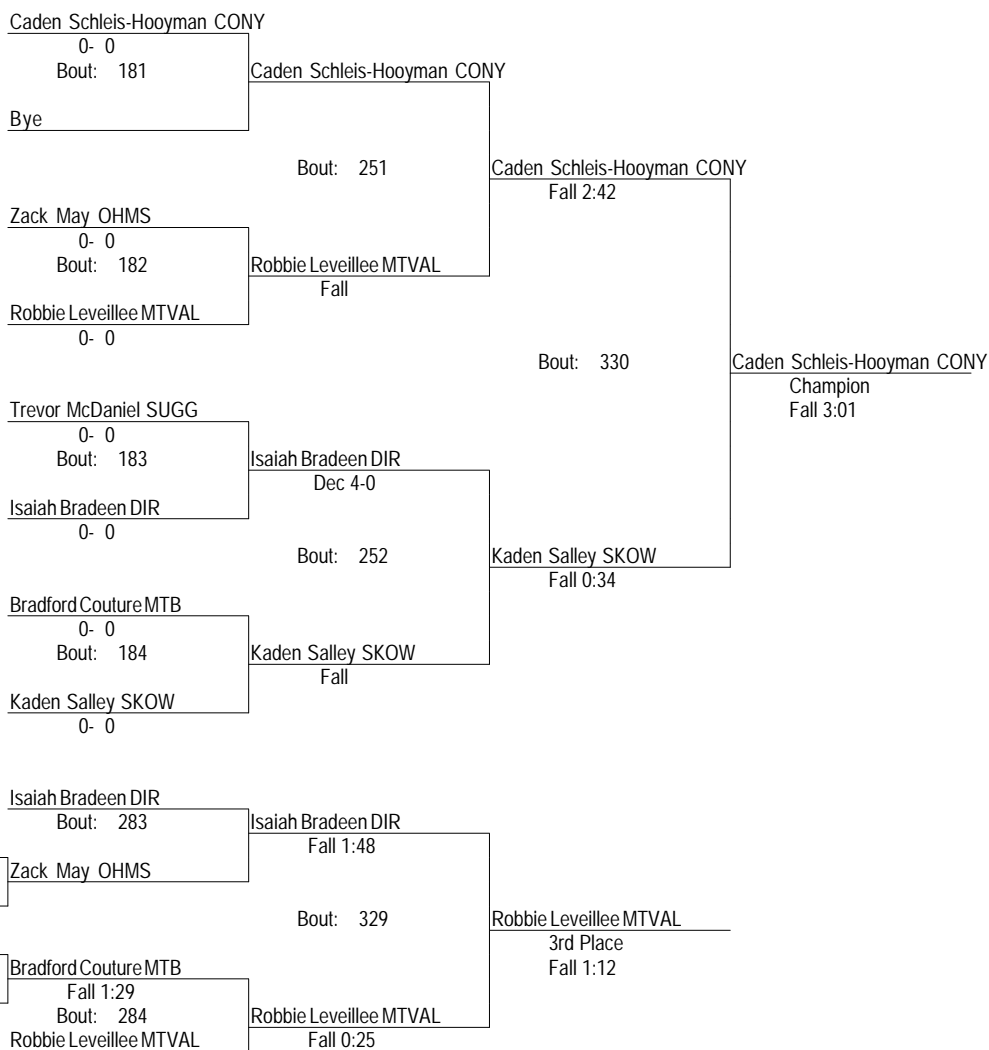 Caden Schleis-Hooyman CONY
0- 0
Bout: 181
Caden Schleis-Hooyman CONY
Bye
Bout: 251
Caden Schleis-Hooyman CONY
Fall 2:42
Zack May OHMS
0- 0
Bout: 182
Robbie Leveillee MTVAL
Fall
Robbie Leveillee MTVAL
0- 0
Bout: 330
Caden Schleis-Hooyman CONY
Champion
Fall 3:01
Trevor McDaniel SUGG
0- 0
Bout: 183
Isaiah Bradeen DIR
Dec 4-0
Isaiah Bradeen DIR
0- 0
Bout: 252
Kaden Salley SKOW
Fall 0:34
Bradford Couture MTB
0- 0
Bout: 184
Kaden Salley SKOW
Fall
Kaden Salley SKOW
0- 0
Isaiah Bradeen DIR
Bout: 283
Isaiah Bradeen DIR
Fall 1:48
Zack May OHMS
Bout: 329
Robbie Leveillee MTVAL
3rd Place
Fall 1:12
Bradford Couture MTB
Fall 1:29
Bout: 284
Robbie Leveillee MTVAL
Fall 0:25
Robbie Leveillee MTVAL